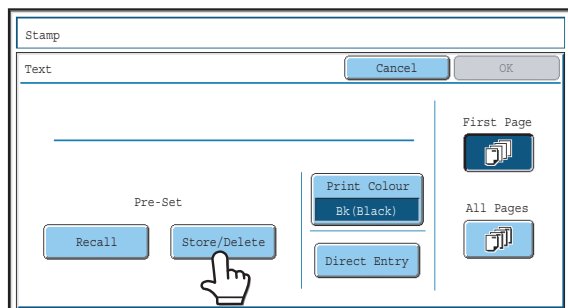 Stamp
Text
Cancel
OK
First Page
Print Colour
Bk(Black)
Pre-Set
All Pages
Recall
Store/Delete
Direct Entry